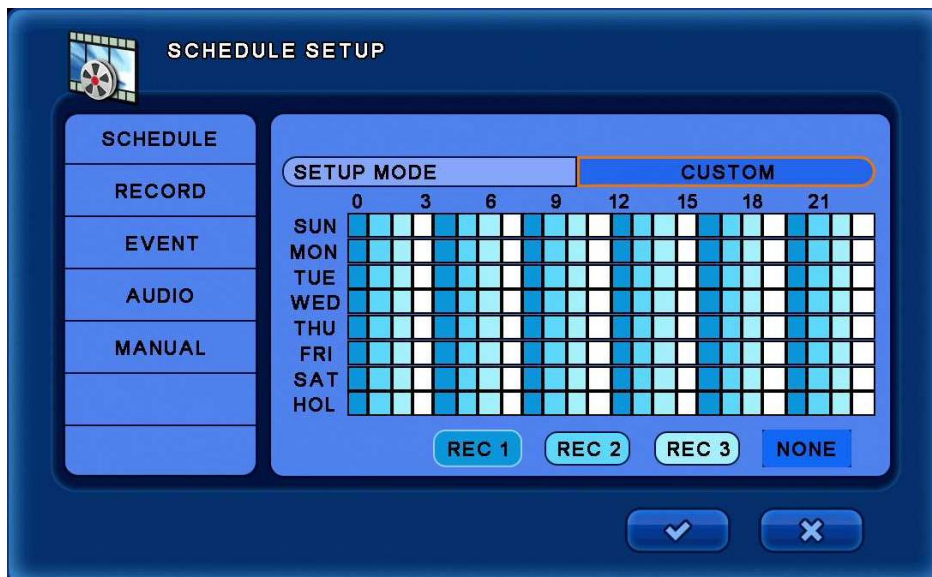 SCHEDULE SETUP
SCHEDULE
RECORD
EVENT
AUDIO
MANUAL
SETUP MODE CUSTOM
0 3 6 9 12 15 18 21
SUN
MON
TUE
WED
THU
FRI
SAT
HOL
REC 1 REC 2 REC 3 NONE